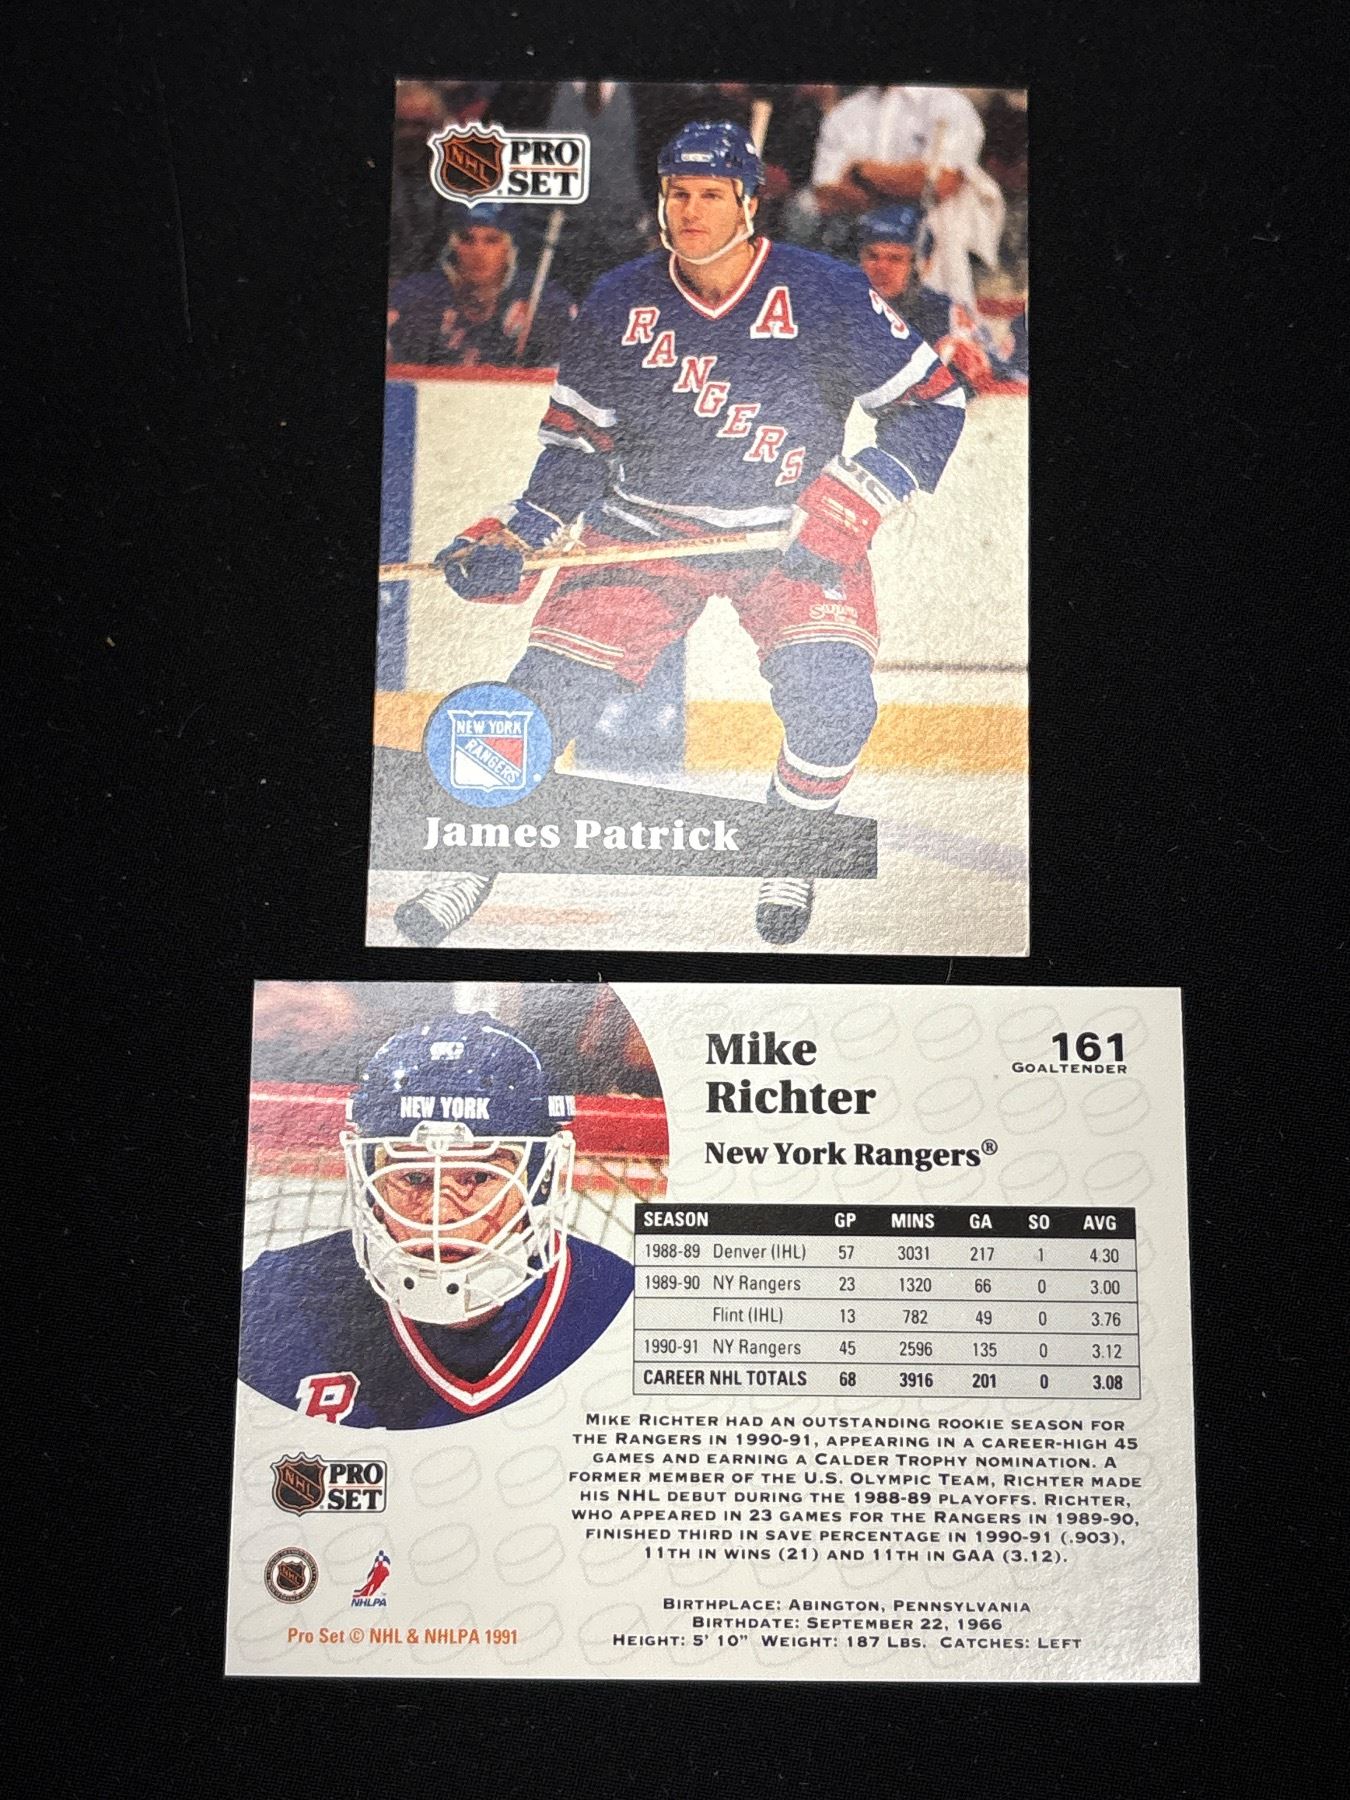 NHL PRO
SET
A
3
RANGERS
NEW YORK
RANGERS
James Patrick
NEW YORK
R
Mike
Richter
161
GOALTENDER
New York Rangers®
SEASON GP MINS GA SO AVG
1988-89 Denver (IHL) 57 3031 217 1 4.30
1989-90 NY Rangers 23 1320 66 0 3.00
Flint (IHL) 13 782 49 0 3.76
1990-91 NY Rangers 45 2596 135 0 3.12
CAREER NHL TOTALS 68 3916 201 0 3.08
MIKE RICHTER HAD AN OUTSTANDING ROOKIE SEASON FOR
THE RANGERS IN 1990-91, APPEARING IN A CAREER-HIGH 45
GAMES AND EARNING A CALDER TROPHY NOMINATION. A
FORMER MEMBER OF THE U.S. OLYMPIC TEAM, RICHTER MADE
HIS NHL DEBUT DURING THE 1988-89 PLAYOFFS. RICHTER,
WHO APPEARED IN 23 GAMES FOR THE RANGERS IN 1989-90,
FINISHED THIRD IN SAVE PERCENTAGE IN 1990-91 (.903),
11TH IN WINS (21) AND 11TH IN GAA (3.12).
BIRTHPLACE: ABINGTON, PENNSYLVANIA
BIRTHDATE: SEPTEMBER 22, 1966
HEIGHT: 5' 10" WEIGHT: 187 LBS. CATCHES: LEFT
NHL PRO
SET
NHL
NHLPA
Pro Set © NHL & NHLPA 1991